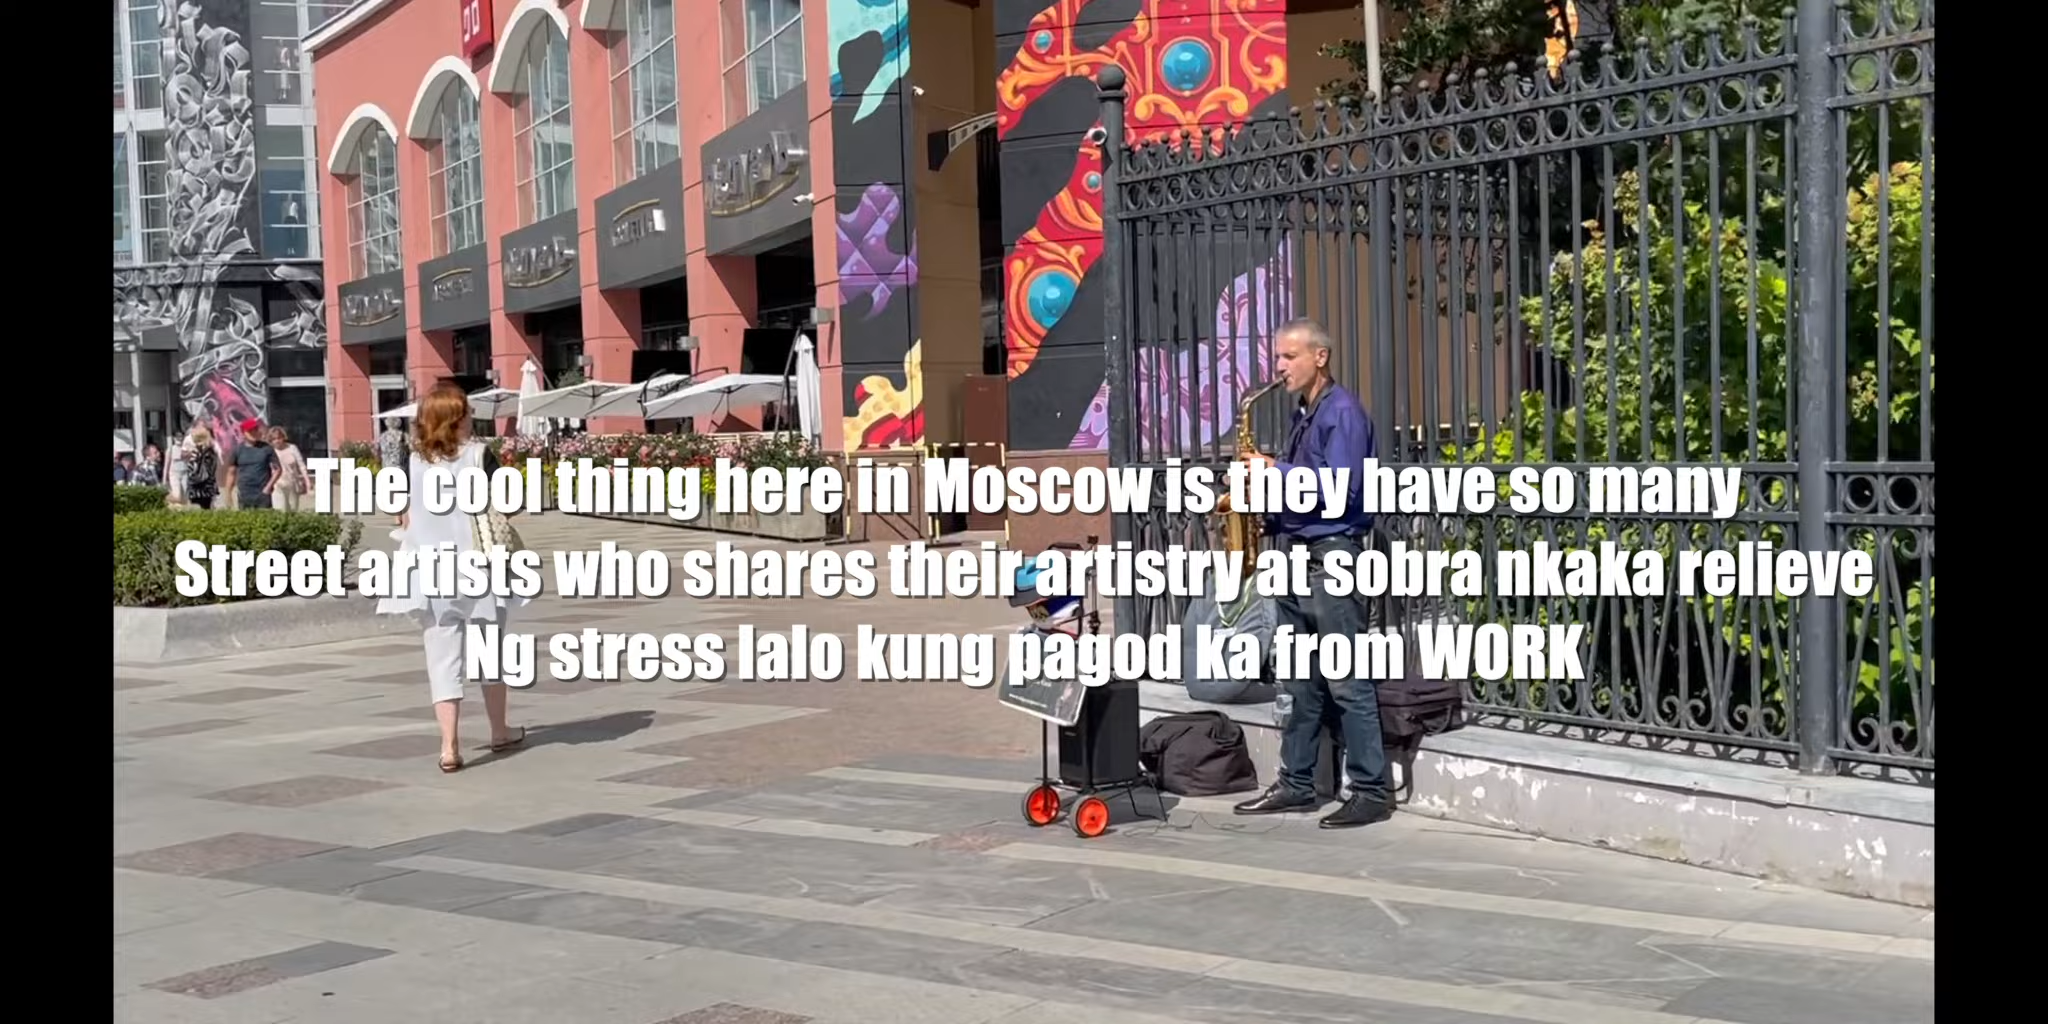 The cool thing here in Moscow is they have so many
Street artists who shares their artistry at sobra nkaka relieve
Ng stress lalo kung pagod ka from WORK